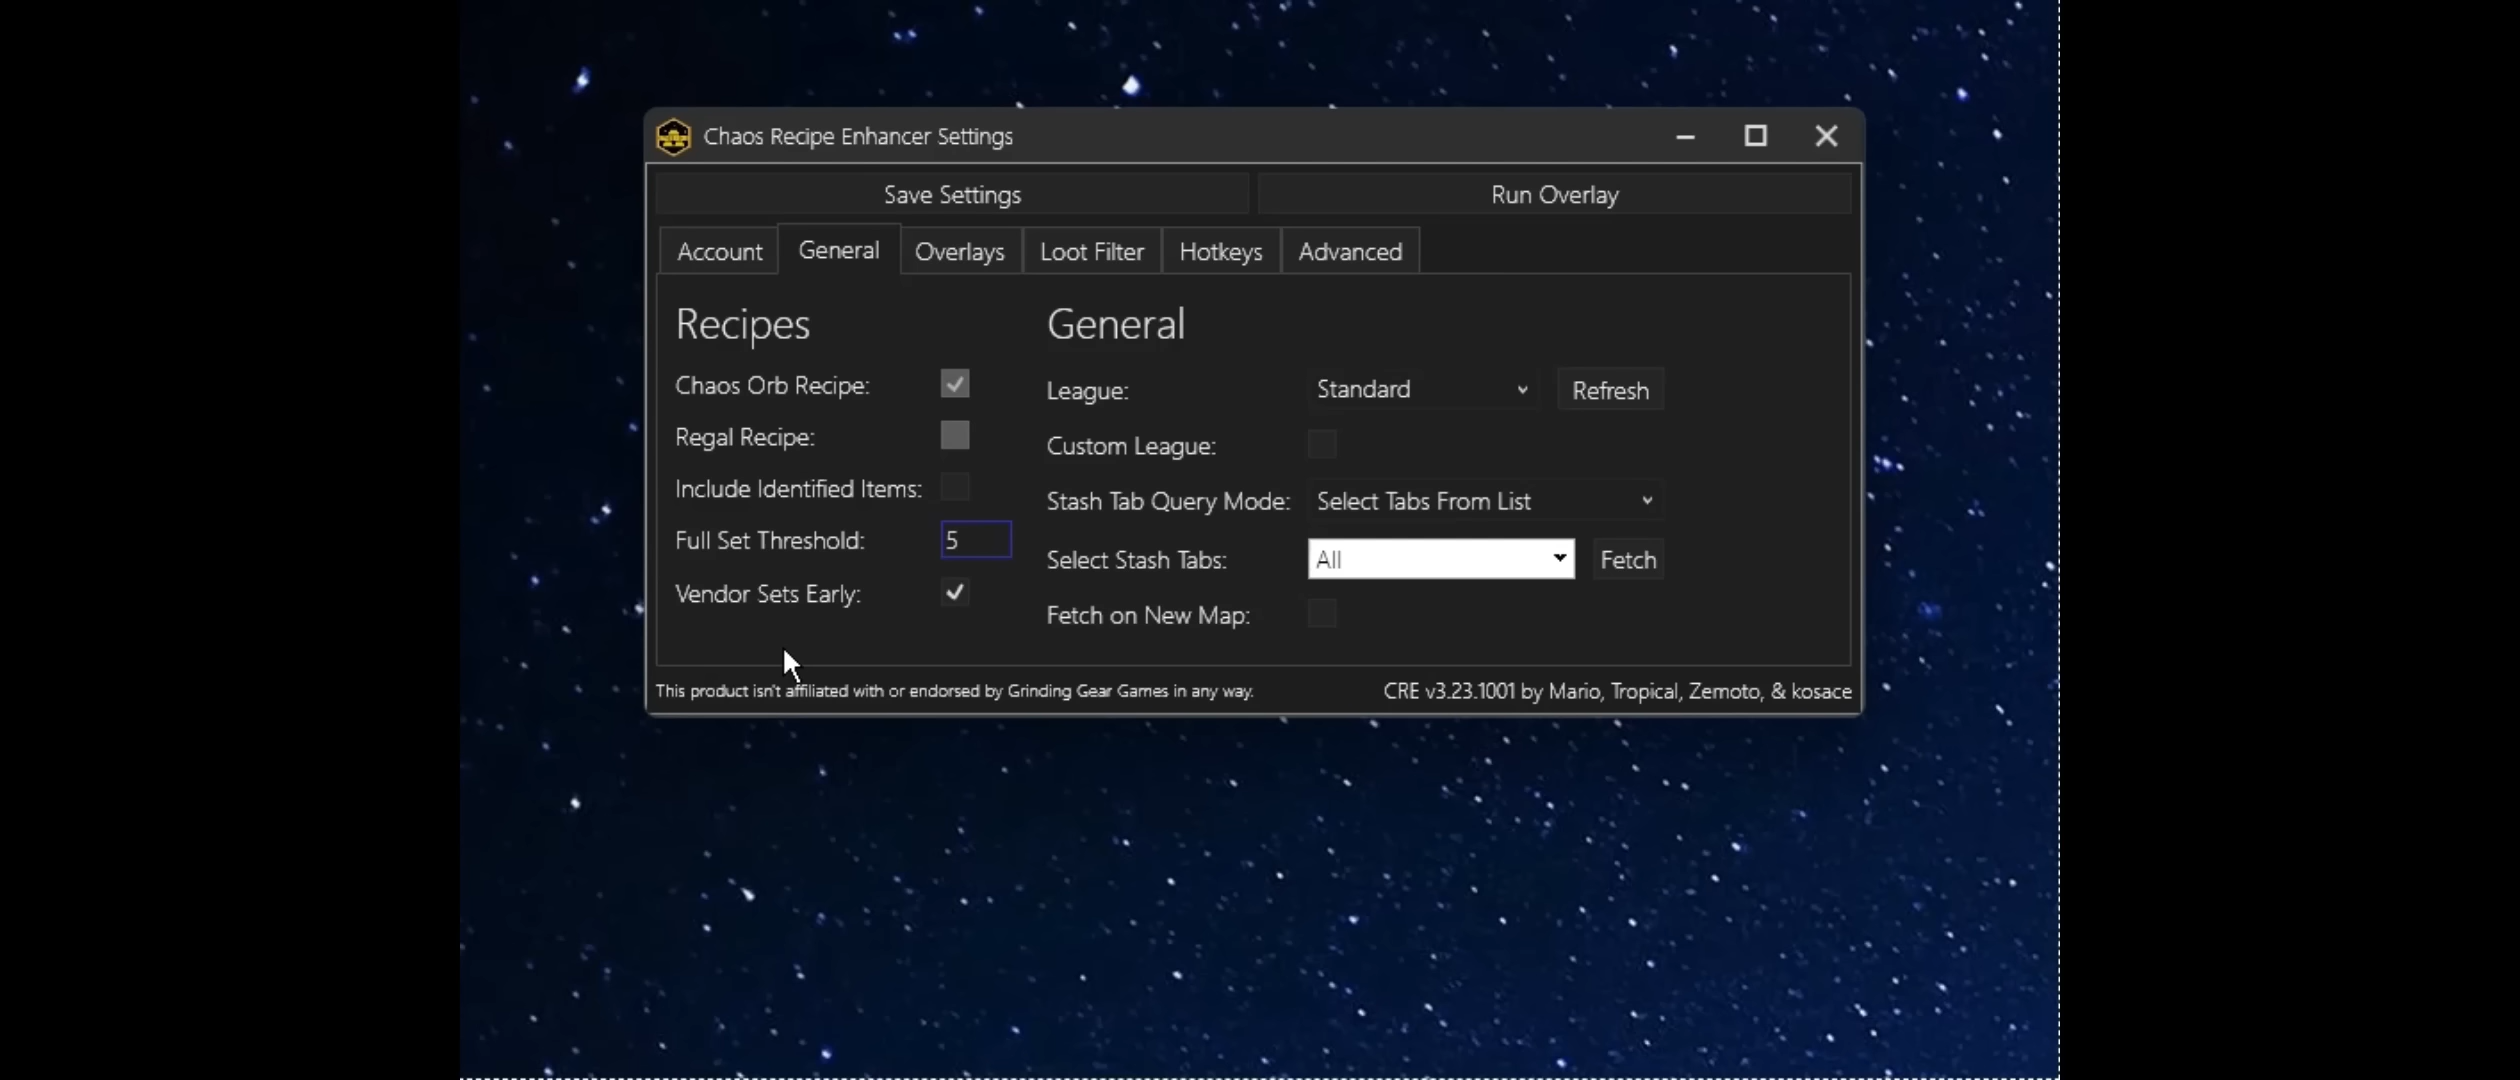 Chaos Recipe Enhancer Settings
Save Settings
Run Overlay
Account
General
Overlays
Loot Filter
Hotkeys
Advanced
Recipes
Chaos Orb Recipe:
Regal Recipe:
Include Identified Items:
Full Set Threshold: 5
Vendor Sets Early:
General
League: Standard Refresh
Custom League:
Stash Tab Query Mode: Select Tabs From List
Select Stash Tabs: All Fetch
Fetch on New Map:
This product isn't affiliated with or endorsed by Grinding Gear Games in any way.
CRE v3.23.1001 by Mario, Tropical, Zemoto, & kosace